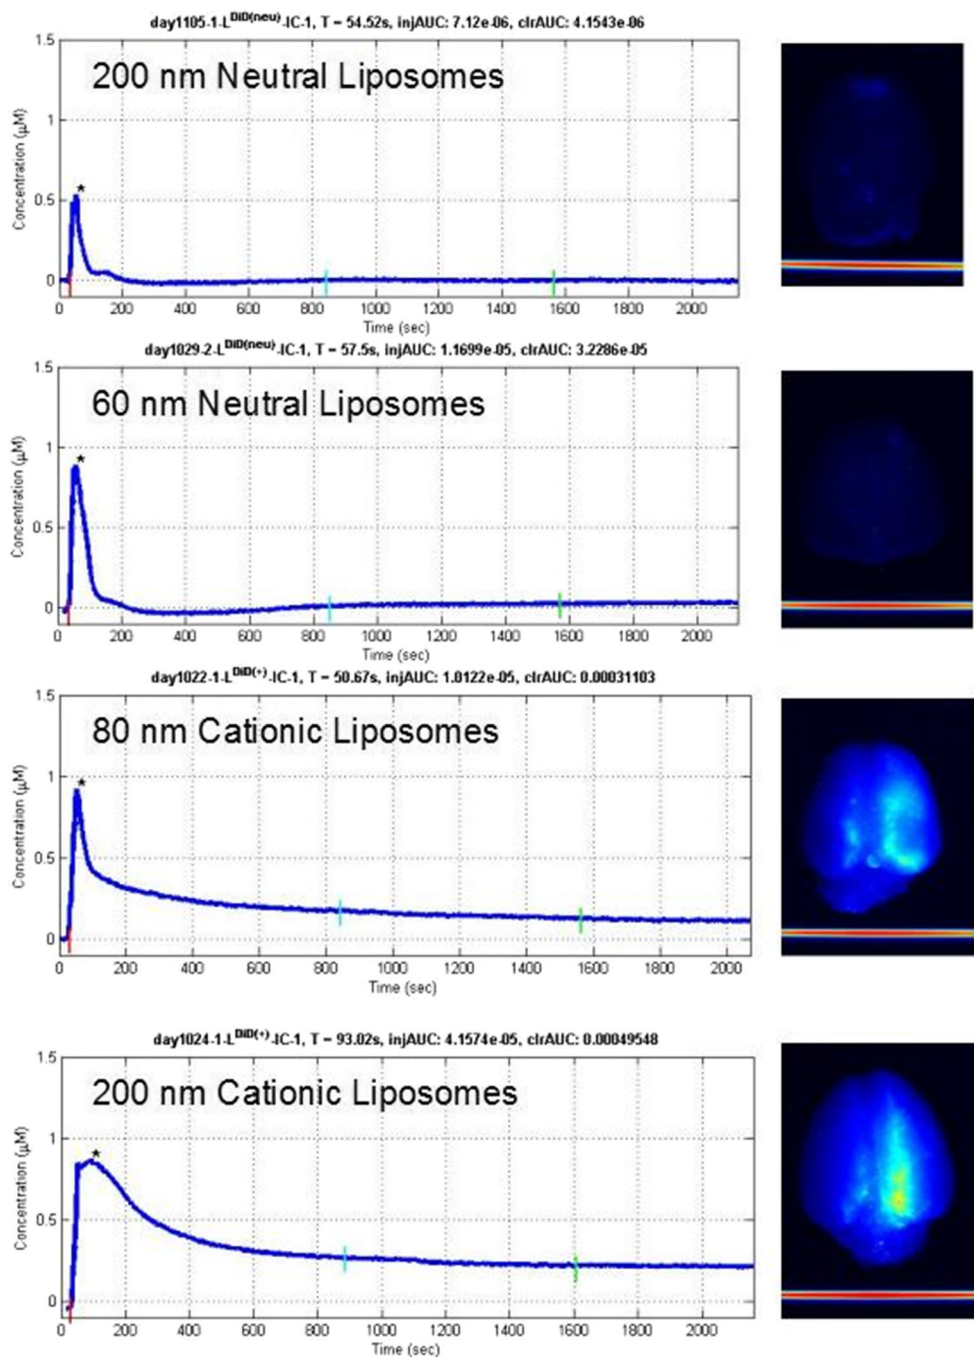 day1105-1-L^DiD(neu)-IC-1, T = 54.52s, injAUC: 7.12e-06, clrAUC: 4.1543e-06
200 nm Neutral Liposomes
Concentration (µM)
1.5
1
0.5
0
*
0 200 400 600 800 1000 1200 1400 1600 1800 2000
Time (sec)
day1029-2-L^DiD(neu)-IC-1, T = 57.5s, injAUC: 1.1699e-05, clrAUC: 3.2286e-05
60 nm Neutral Liposomes
Concentration (µM)
1.5
1
0.5
0
*
0 200 400 600 800 1000 1200 1400 1600 1800 2000
Time (sec)
day1022-1-L^DiD(+)-IC-1, T = 50.67s, injAUC: 1.0122e-05, clrAUC: 0.00031103
80 nm Cationic Liposomes
Concentration (µM)
1.5
1
0.5
0
*
0 200 400 600 800 1000 1200 1400 1600 1800 2000
Time (sec)
day1024-1-L^DiD(+)-IC-1, T = 93.02s, injAUC: 4.1574e-05, clrAUC: 0.00049548
200 nm Cationic Liposomes
Concentration (µM)
1.5
1
0.5
0
*
0 200 400 600 800 1000 1200 1400 1600 1800 2000
Time (sec)